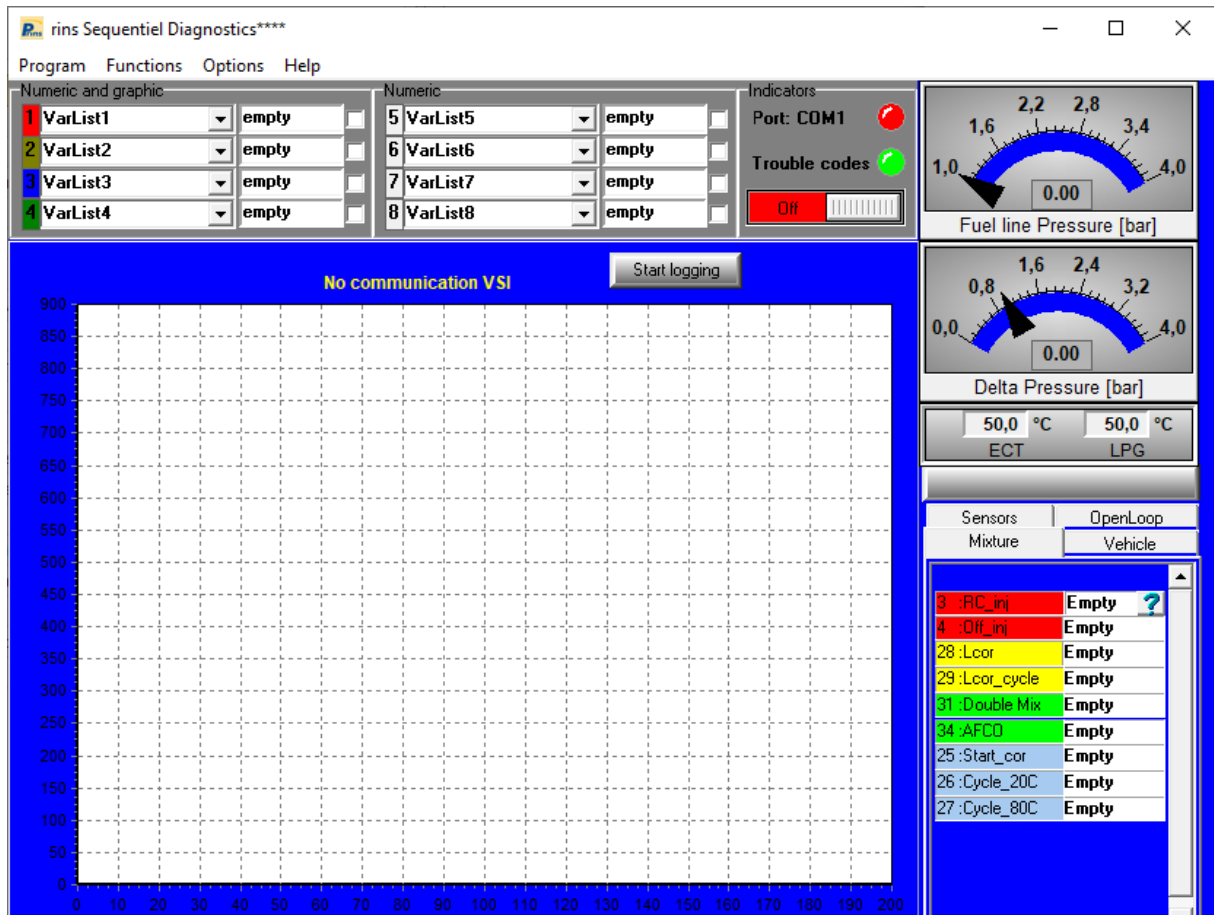 Prins rins Sequentiel Diagnostics****
Program Functions Options Help
Numeric and graphic
1 VarList1 empty
2 VarList2 empty
3 VarList3 empty
4 VarList4 empty
Numeric
5 VarList5 empty
6 VarList6 empty
7 VarList7 empty
8 VarList8 empty
Indicators
Port: COM1
Trouble codes
Off
1,0 1,6 2,2 2,8 3,4 4,0
0.00
Fuel line Pressure [bar]
0,0 0,8 1,6 2,4 3,2 4,0
0.00
Delta Pressure [bar]
50,0 °C 50,0 °C
ECT LPG
No communication VSI
Start logging
900
850
800
750
700
650
600
550
500
450
400
350
300
250
200
150
100
50
0
0 10 20 30 40 50 60 70 80 90 100 110 120 130 140 150 160 170 180 190 200
Sensors OpenLoop
Mixture Vehicle
3 :RC_inj Empty ?
4 :Off_inj Empty
28 :Lcor Empty
29 :Lcor_cycle Empty
31 :Double Mix Empty
34 :AFCO Empty
25 :Start_cor Empty
26 :Cycle_20C Empty
27 :Cycle_80C Empty